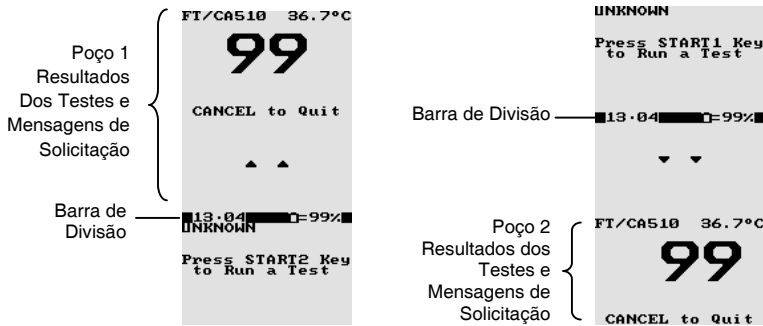 Poço 1
Resultados
Dos Testes e
Mensagens de
Solicitação
Barra de
Divisão
FT/CA510 36.7°C
99
CANCEL to Quit
13·04 =99%
UNKNOWN
Press START2 Key
to Run a Test
Barra de Divisão
Poço 2
Resultados dos
Testes e
Mensagens de
Solicitação
UNKNOWN
Press START1 Key
to Run a Test
13·04 =99%
FT/CA510 36.7°C
99
CANCEL to Quit